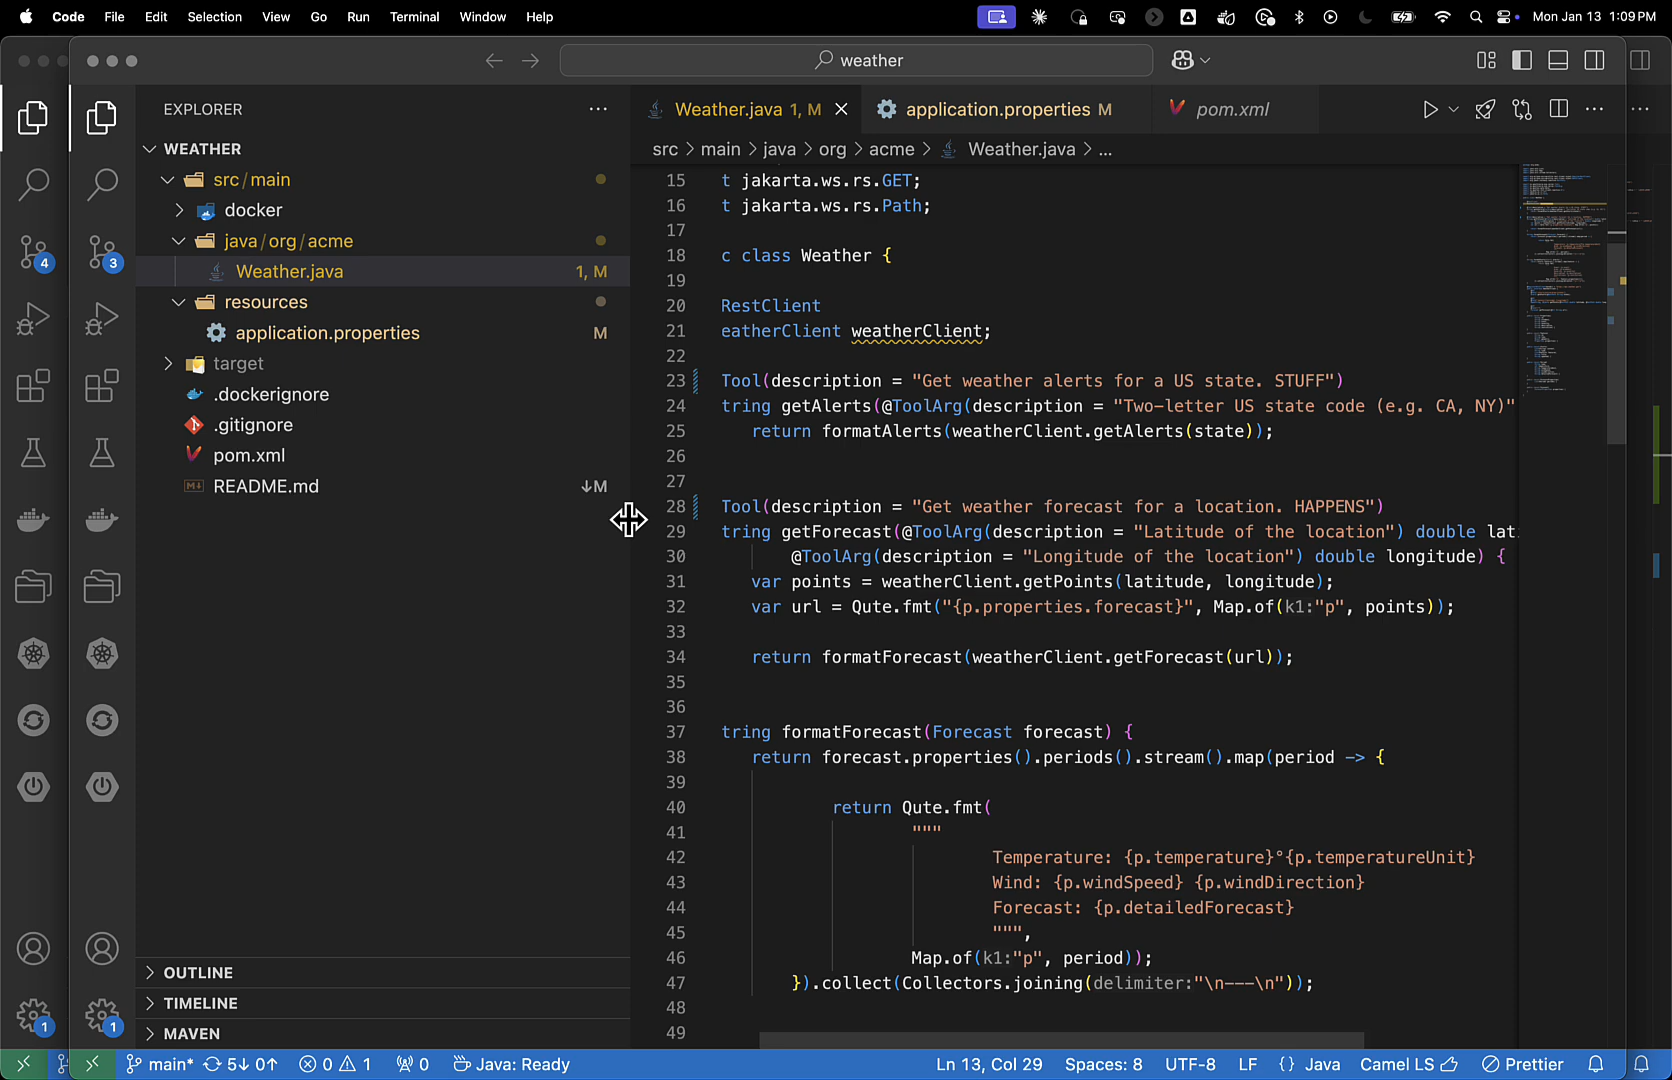 Code File Edit Selection View Go Run Terminal Window Help Mon Jan 13 1:09 PM
weather
EXPLORER
WEATHER
src/main
docker
java/org/acme
Weather.java 1, M
resources
application.properties M
target
.dockerignore
.gitignore
pom.xml
README.md ↓M
OUTLINE
TIMELINE
MAVEN
4
3
1
1
Weather.java 1, M
application.properties M
pom.xml
src > main > java > org > acme > Weather.java > ...
15 t jakarta.ws.rs.GET;
16 t jakarta.ws.rs.Path;
17
18 c class Weather {
19
20 RestClient
21 eatherClient weatherClient;
22
23 Tool(description = "Get weather alerts for a US state. STUFF")
24 tring getAlerts(@ToolArg(description = "Two-letter US state code (e.g. CA, NY)"
25 return formatAlerts(weatherClient.getAlerts(state));
26
27
28 Tool(description = "Get weather forecast for a location. HAPPENS")
29 tring getForecast(@ToolArg(description = "Latitude of the location") double lat
30 @ToolArg(description = "Longitude of the location") double longitude) {
31 var points = weatherClient.getPoints(latitude, longitude);
32 var url = Qute.fmt("{p.properties.forecast}", Map.of(k1:"p", points));
33
34 return formatForecast(weatherClient.getForecast(url));
35
36
37 tring formatForecast(Forecast forecast) {
38 return forecast.properties().periods().stream().map(period -> {
39
40 return Qute.fmt(
41 """
42 Temperature: {p.temperature}°{p.temperatureUnit}
43 Wind: {p.windSpeed} {p.windDirection}
44 Forecast: {p.detailedForecast}
45 """,
46 Map.of(k1:"p", period));
47 }).collect(Collectors.joining(delimiter:"\n---\n"));
48
49
main* 5↓ 0↑ 0 1 0 Java: Ready Ln 13, Col 29 Spaces: 8 UTF-8 LF {} Java Camel LS Prettier